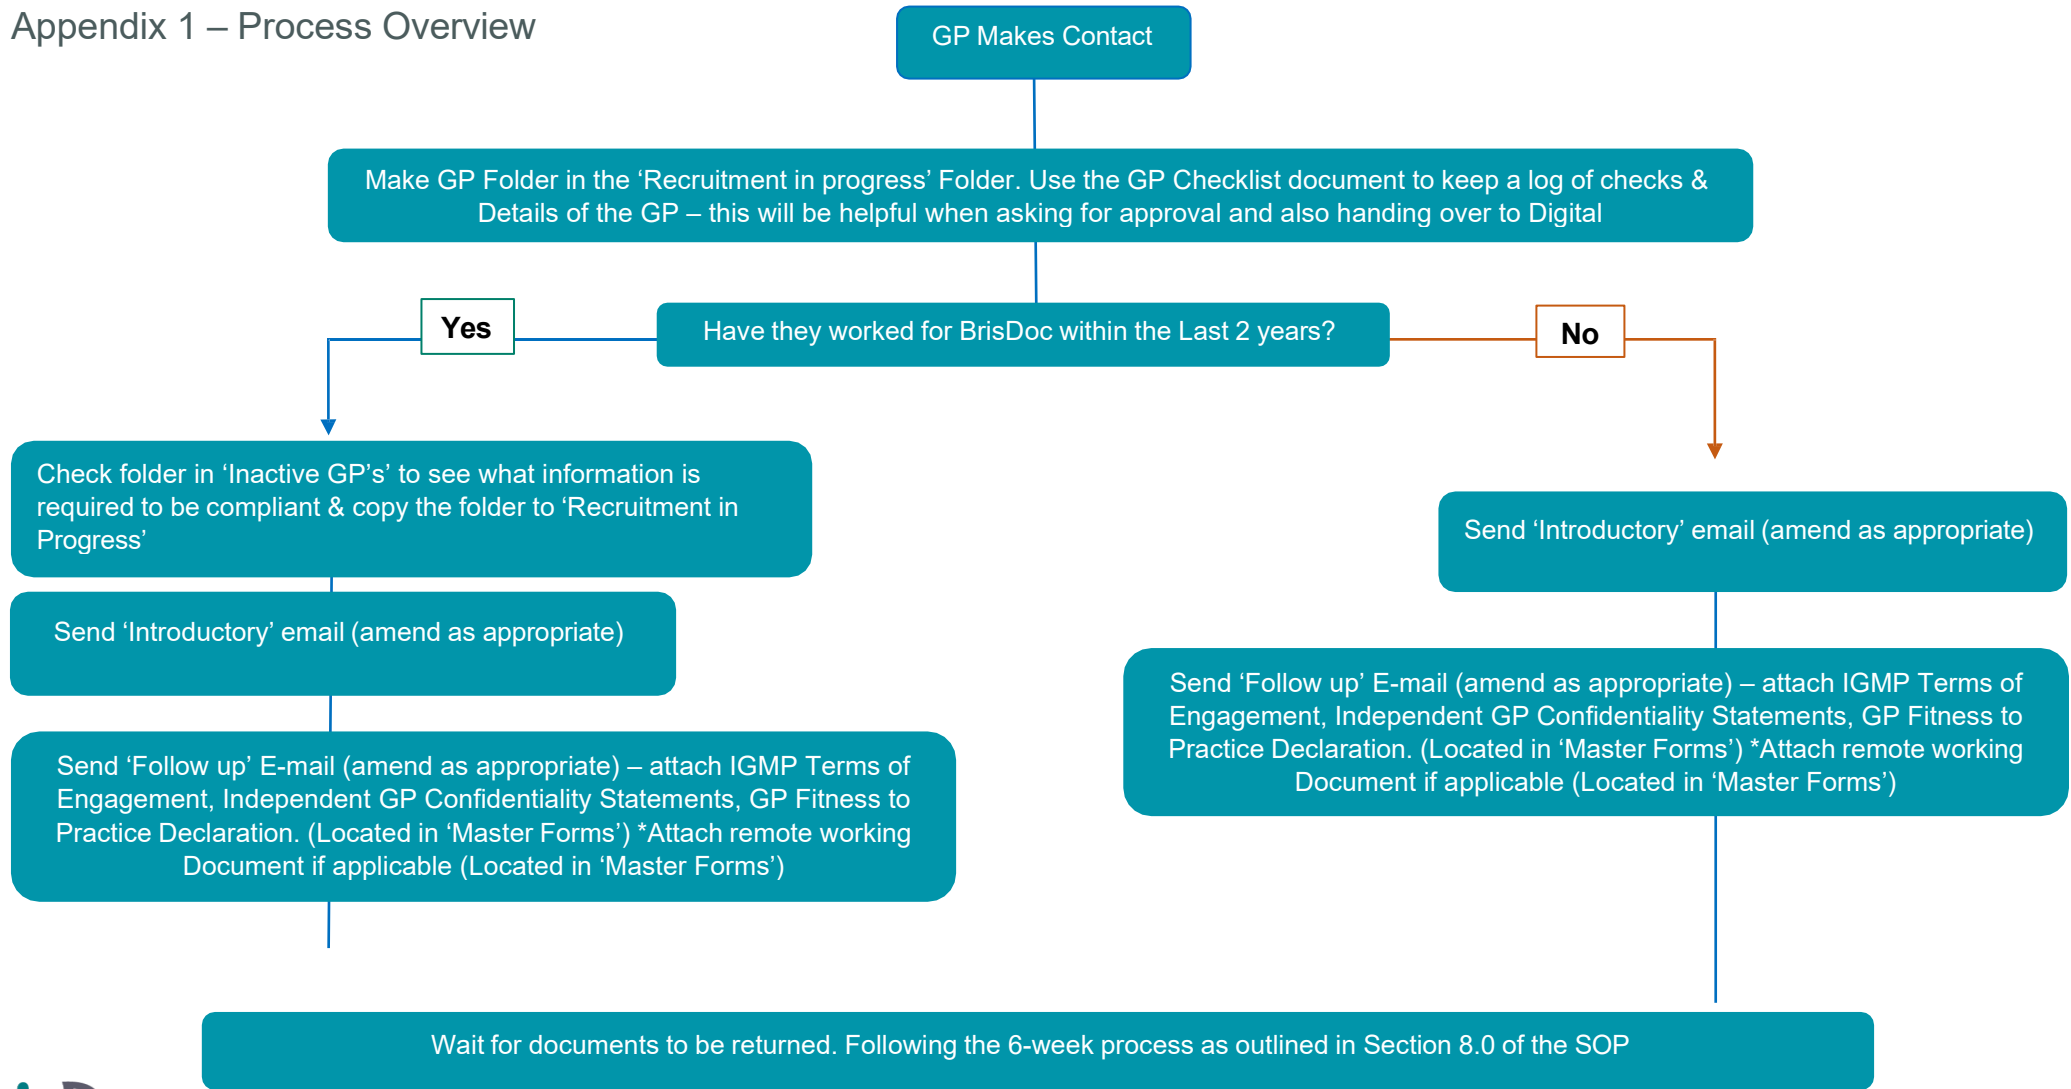 Appendix 1 – Process Overview
GP Makes Contact
Make GP Folder in the ‘Recruitment in progress’ Folder. Use the GP Checklist document to keep a log of checks &
Details of the GP – this will be helpful when asking for approval and also handing over to Digital
Have they worked for BrisDoc within the Last 2 years?
Yes
No
Check folder in ‘Inactive GP’s’ to see what information is
required to be compliant & copy the folder to ‘Recruitment in
Progress’
Send ‘Introductory’ email (amend as appropriate)
Send ‘Follow up’ E-mail (amend as appropriate) – attach IGMP Terms of
Engagement, Independent GP Confidentiality Statements, GP Fitness to
Practice Declaration. (Located in ‘Master Forms’) *Attach remote working
Document if applicable (Located in ‘Master Forms’)
Send ‘Introductory’ email (amend as appropriate)
Send ‘Follow up’ E-mail (amend as appropriate) – attach IGMP Terms of
Engagement, Independent GP Confidentiality Statements, GP Fitness to
Practice Declaration. (Located in ‘Master Forms’) *Attach remote working
Document if applicable (Located in ‘Master Forms’)
Wait for documents to be returned. Following the 6-week process as outlined in Section 8.0 of the SOP